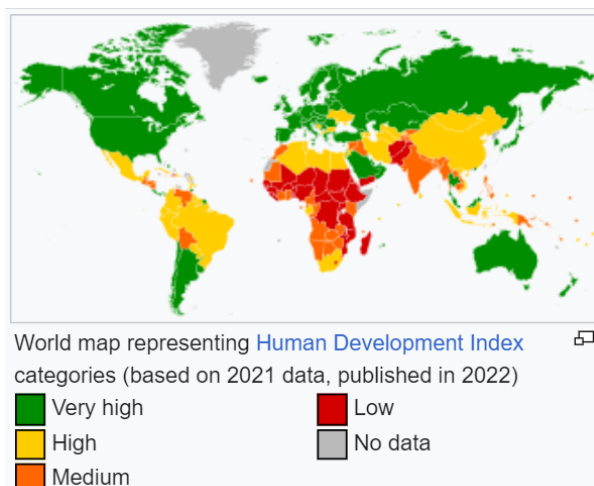 World map representing Human Development Index
categories (based on 2021 data, published in 2022)
Very high
High
Medium
Low
No data